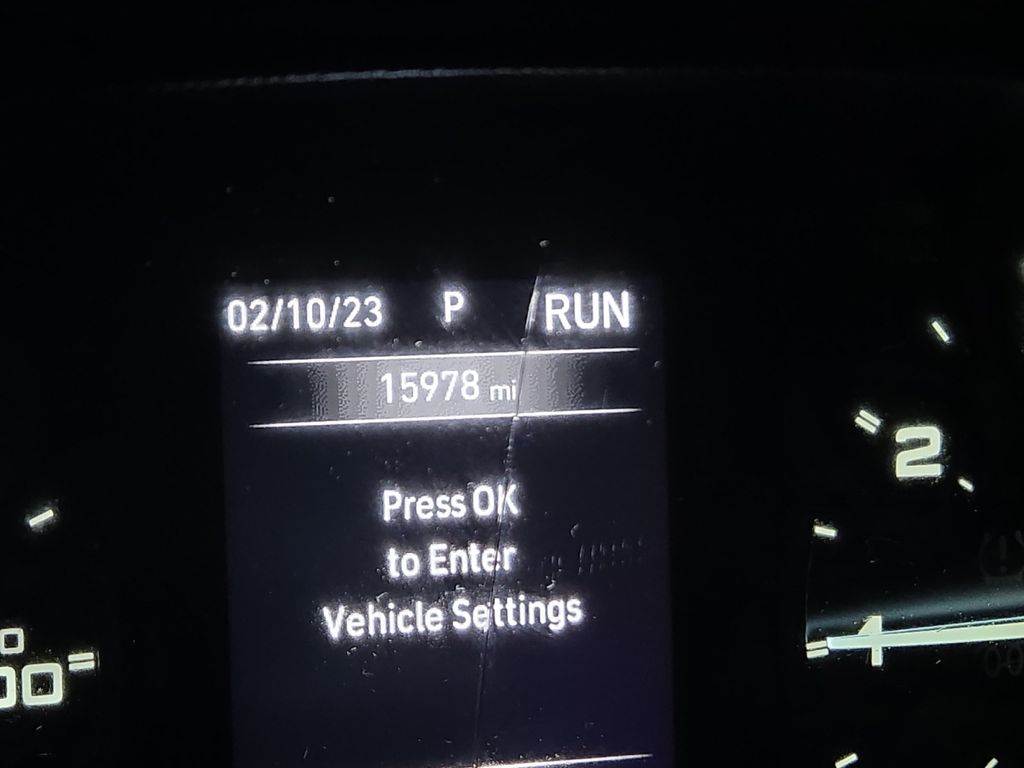 02/10/23 P RUN
15978 mi
Press OK
to Enter
Vehicle Settings
2
1